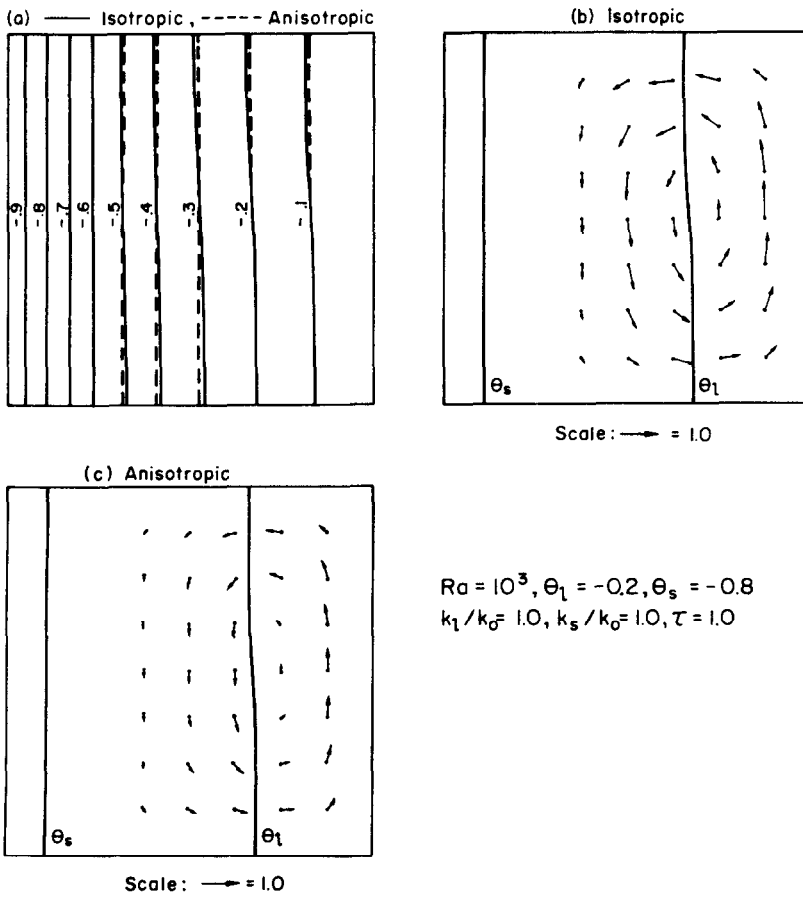 (a) —— Isotropic , ----- Anisotropic
-.9 -.8 -.7 -.6 -.5 -.4 -.3 -.2 -.1
(b) Isotropic
θs θl
Scale: → = 1.0
(c) Anisotropic
θs θl
Scale: → = 1.0
Ra = 10³, θl = -0.2, θs = -0.8
kl/ko = 1.0, ks/ko = 1.0, τ = 1.0